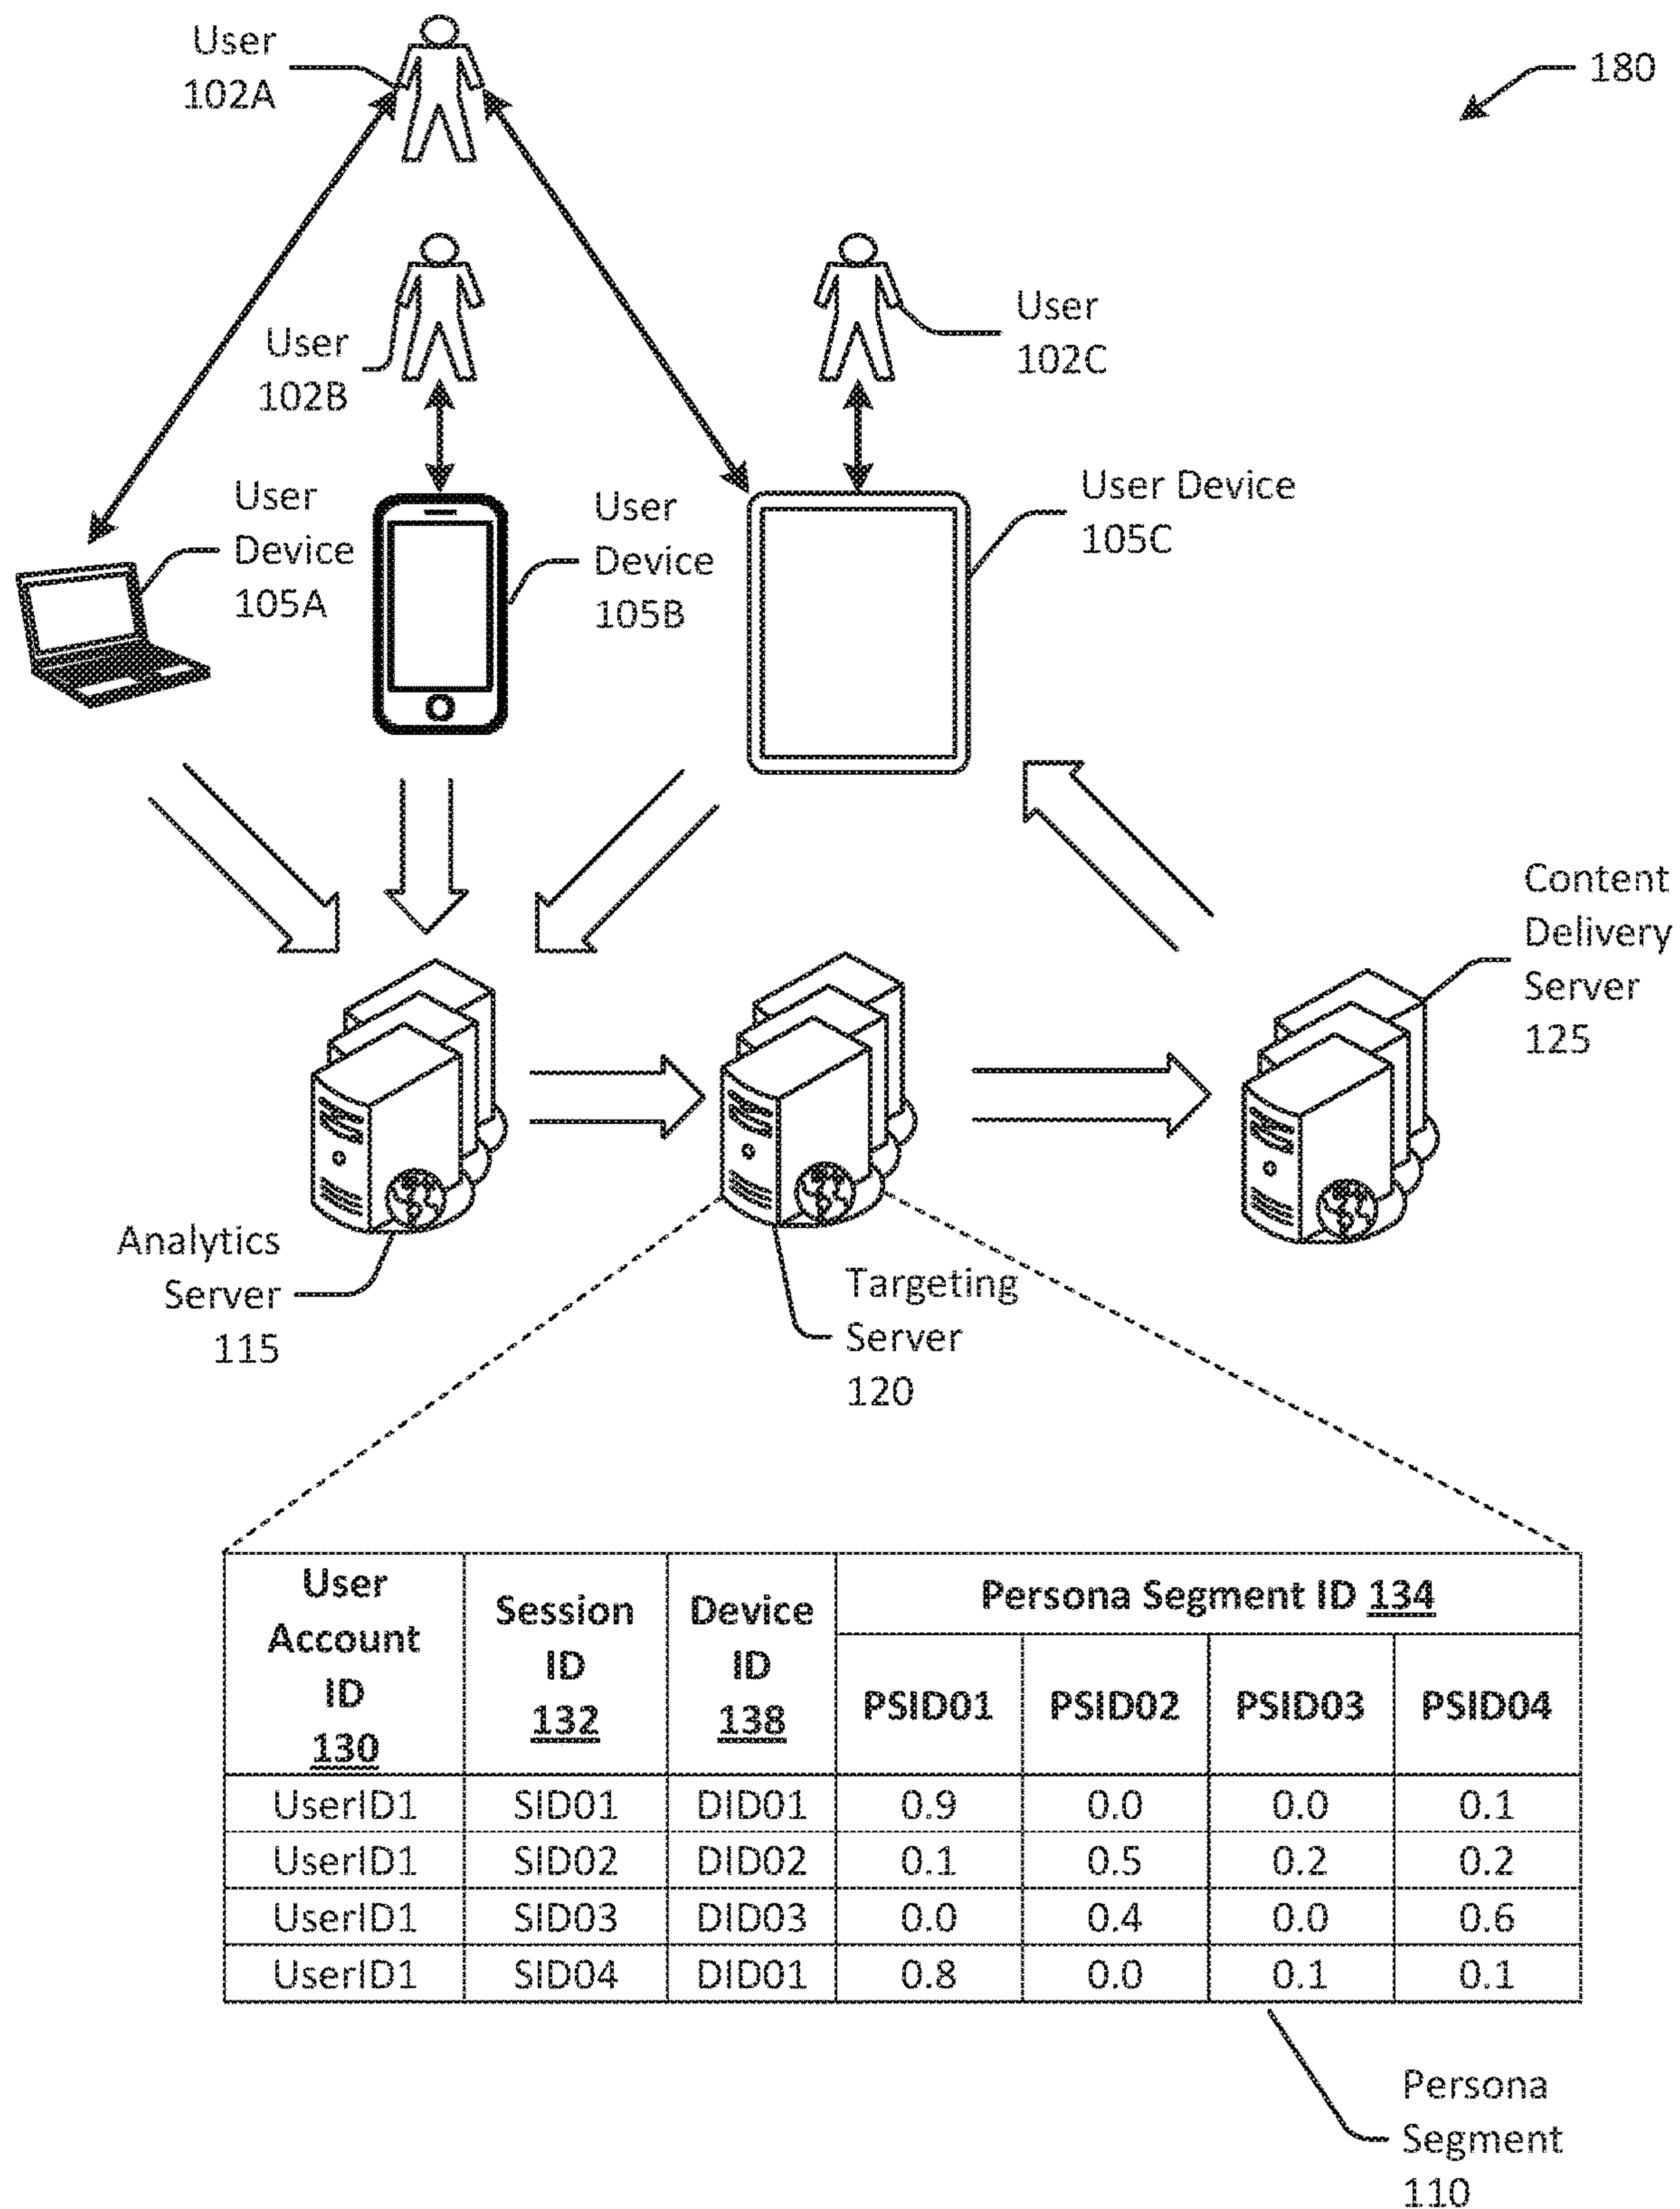 User
102A
180
User
102B
User
102C
User
Device
105A
User
Device
105B
User Device
105C
Content
Delivery
Server
125
Analytics
Server
115
Targeting
Server
120
User
Account
ID
130
Session
ID
132
Device
ID
138
Persona Segment ID 134
PSID01 PSID02 PSID03 PSID04
UserID1 SID01 DID01 0.9 0.0 0.0 0.1
UserID1 SID02 DID02 0.1 0.5 0.2 0.2
UserID1 SID03 DID03 0.0 0.4 0.0 0.6
UserID1 SID04 DID01 0.8 0.0 0.1 0.1
Persona
Segment
110